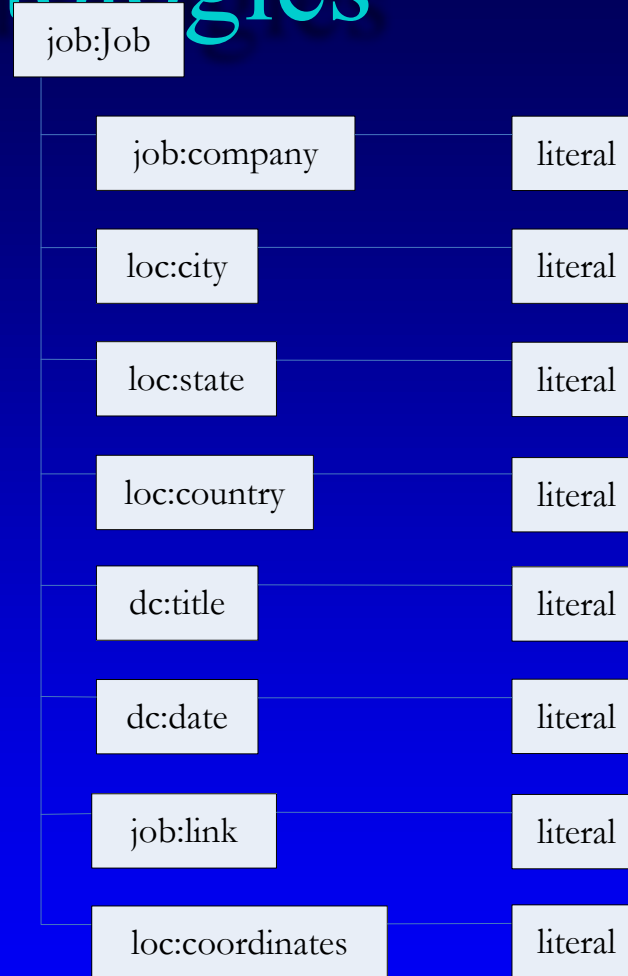 job:Job
job:company literal
loc:city literal
loc:state literal
loc:country literal
dc:title literal
dc:date literal
job:link literal
loc:coordinates literal